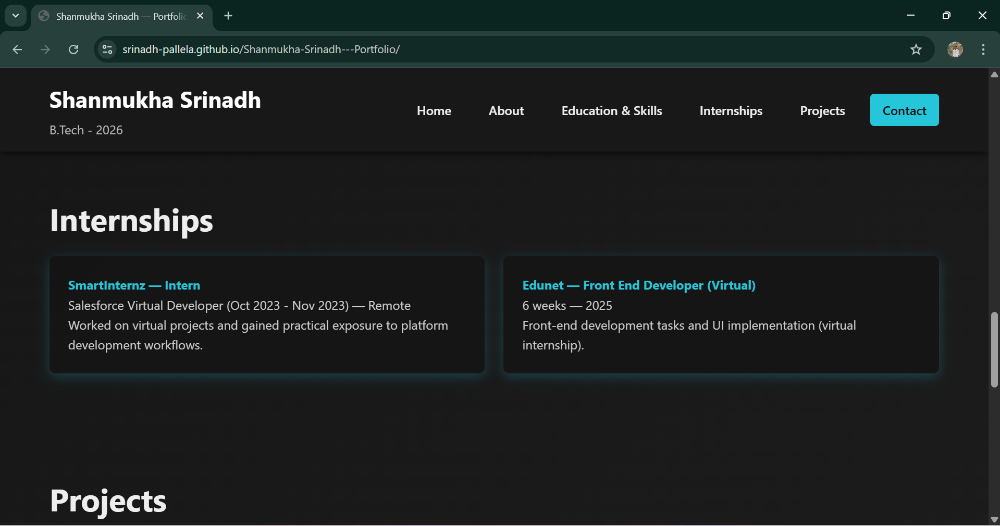 Shanmukha Srinadh — Portfolio
srinadh-pallela.github.io/Shanmukha-Srinadh---Portfolio/
Shanmukha Srinadh
B.Tech - 2026
Home About Education & Skills Internships Projects Contact
Internships
SmartInternz — Intern
Salesforce Virtual Developer (Oct 2023 - Nov 2023) — Remote
Worked on virtual projects and gained practical exposure to platform
development workflows.
Edunet — Front End Developer (Virtual)
6 weeks — 2025
Front-end development tasks and UI implementation (virtual
internship).
Projects